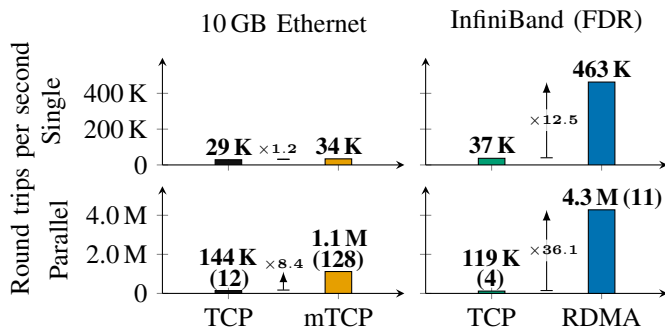 10 GB Ethernet
InfiniBand (FDR)
Round trips per second
Single
400 K
200 K
0
29 K
×1.2
34 K
37 K
×12.5
463 K
Parallel
4.0 M
2.0 M
0
144 K
(12)
×8.4
1.1 M
(128)
119 K
(4)
×36.1
4.3 M (11)
TCP
mTCP
TCP
RDMA